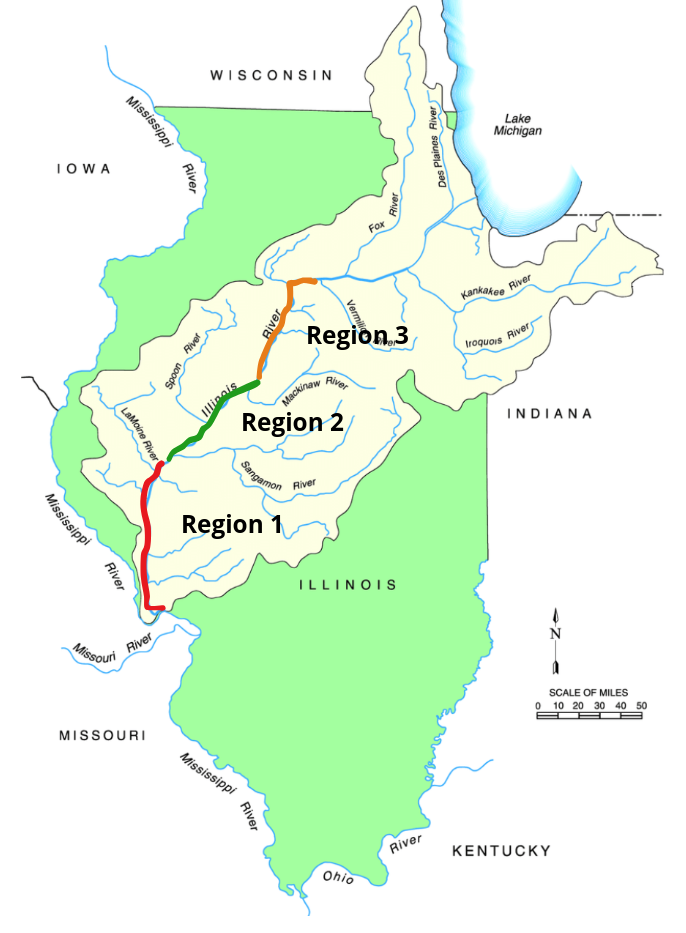 WISCONSIN
Lake
Michigan
Mississippi
River
IOWA
Des Plaines River
Fox River
Kankakee River
Iroquois River
Vermilion River
Region 3
River
Illinois
Spoon River
Mackinaw River
LaMoine River
Region 2
INDIANA
Sangamon River
Region 1
Mississippi
River
ILLINOIS
Missouri River
N
SCALE OF MILES
0 10 20 30 40 50
MISSOURI
Mississippi
River
KENTUCKY
Ohio River